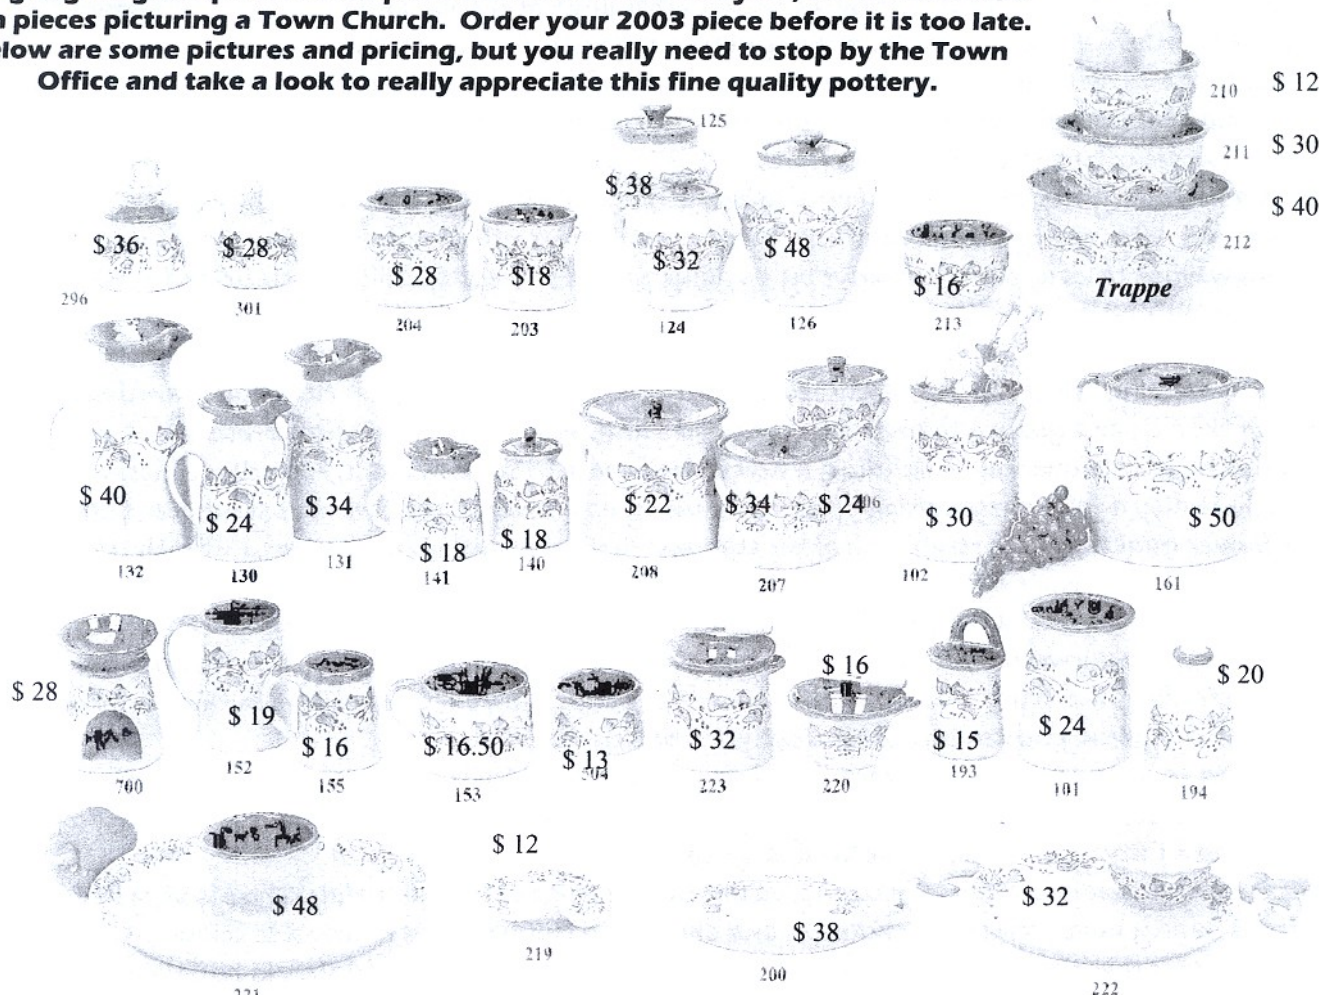 pieces picturing a Town Church. Order your 2003 piece before it is too late.
are some pictures and pricing, but you really need to stop by the Town
Office and take a look to really appreciate this fine quality pottery.
210 $ 12
125
211 $ 30
$ 38
$ 40
$ 36 $ 28 $ 28 $18 $ 32 $ 48 $ 16
212
Trappe
296 301 204 203 124 126 213
$ 40 $ 24 $ 34 $ 18 $ 18 $ 22 $ 34 $ 24 $ 30 $ 50
132 130 131 141 140 208 207 102 161
$ 28 $ 19 $ 16 $ 16.50 $ 13 $ 32 $ 16 $ 15 $ 24 $ 20
700 152 155 153 223 220 193 101 194
$ 48 $ 12 $ 38 $ 32
219 200 222